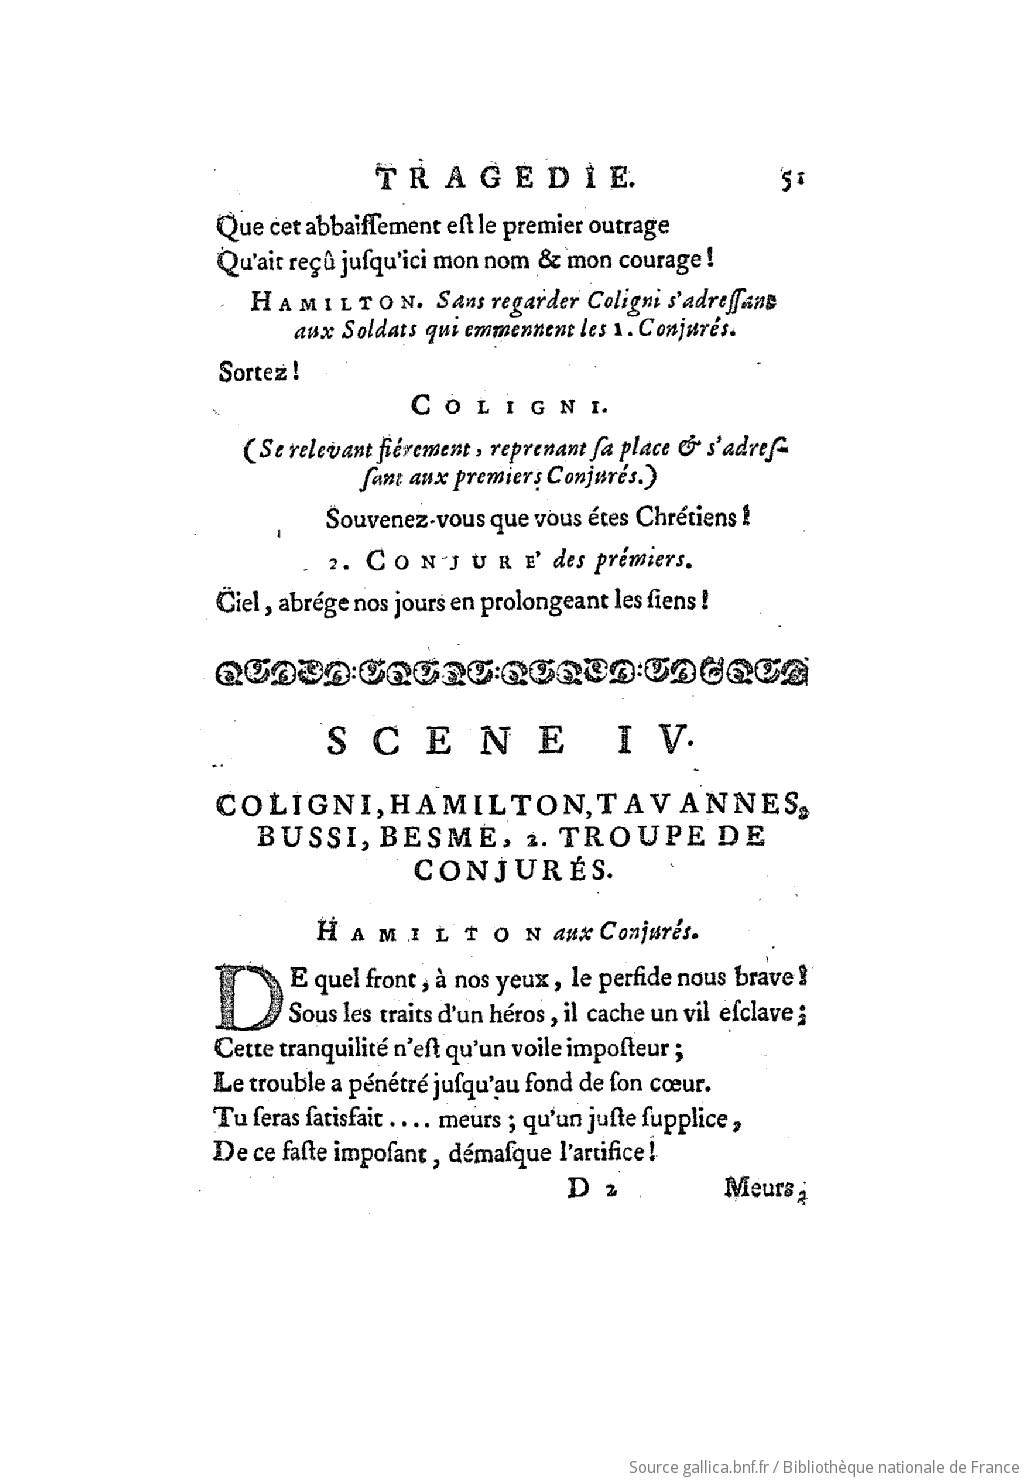 TRAGEDIE. 51
Que cet abbaiſſement eſt le premier outrage
Qu'ait reçû juſqu'ici mon nom & mon courage !
HAMILTON. Sans regarder Coligni s'adreſſant
aux Soldats qui emmennent les 1. Conjurés.
Sortez !
COLIGNI.
(Se relevant fiérement, reprenant ſa place & s'adreſ-
ſant aux premiers Conjurés.)
Souvenez-vous que vous étes Chrétiens !
2. CONJURE' des prémiers.
Ciel, abrége nos jours en prolongeant les ſiens !
SCENE IV.
COLIGNI, HAMILTON, TAVANNES,
BUSSI, BESME, 2. TROUPE DE
CONJURÉS.
HAMILTON aux Conjurés.
DE quel front, à nos yeux, le perfide nous brave !
Sous les traits d'un héros, il cache un vil eſclave ;
Cette tranquilité n'eſt qu'un voile impoſteur ;
Le trouble a pénétré juſqu'au fond de ſon cœur.
Tu ſeras ſatisfait .... meurs ; qu'un juſte ſupplice,
De ce faſte impoſant, démaſque l'artifice !
D 2 Meurs,
Source gallica.bnf.fr / Bibliothèque nationale de France